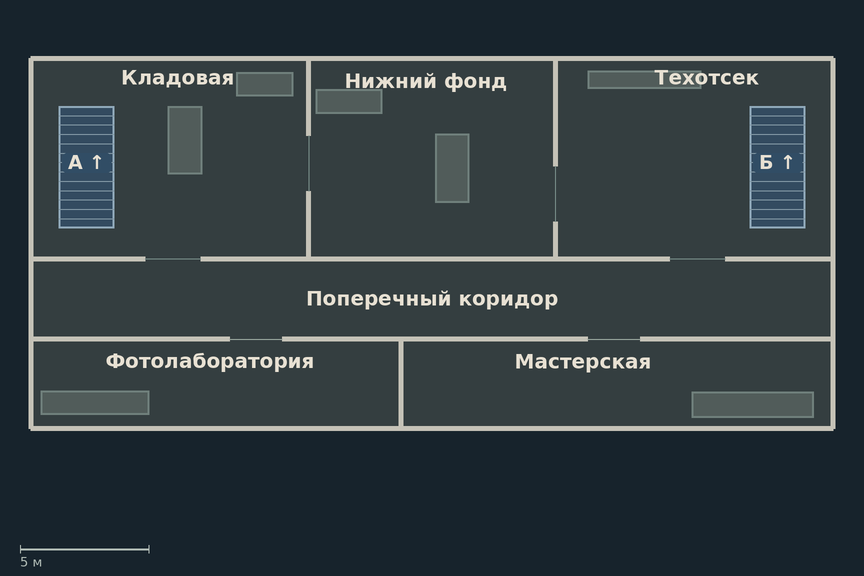 Кладовая
Нижний фонд
Техотсек
А ↑
Б ↑
Поперечный коридор
Фотолаборатория
Мастерская
5 м